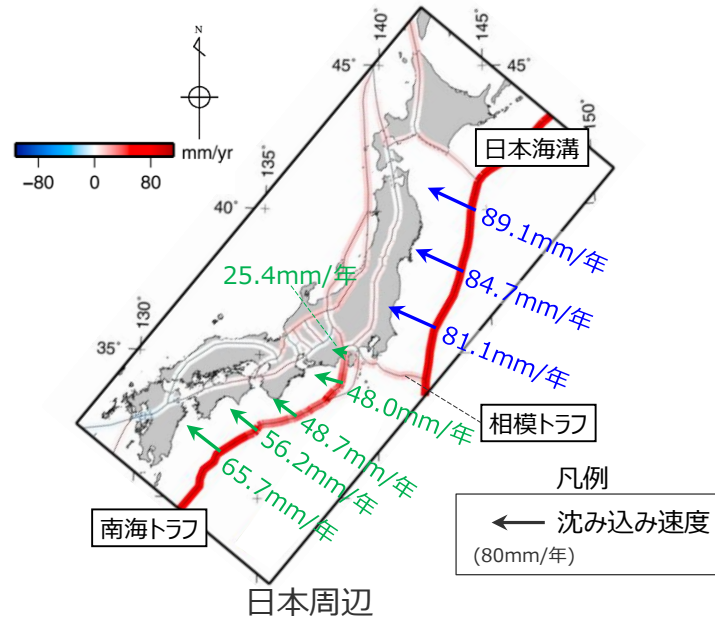 140°
145°
45°
150°
日本海溝
mm/yr
−80
0
80
135°
40°
89.1mm/年
25.4mm/年
84.7mm/年
130°
81.1mm/年
35°
48.0mm/年
相模トラフ
48.7mm/年
56.2mm/年
65.7mm/年
凡例
南海トラフ
沈み込み速度
(80mm/年)
日本周辺